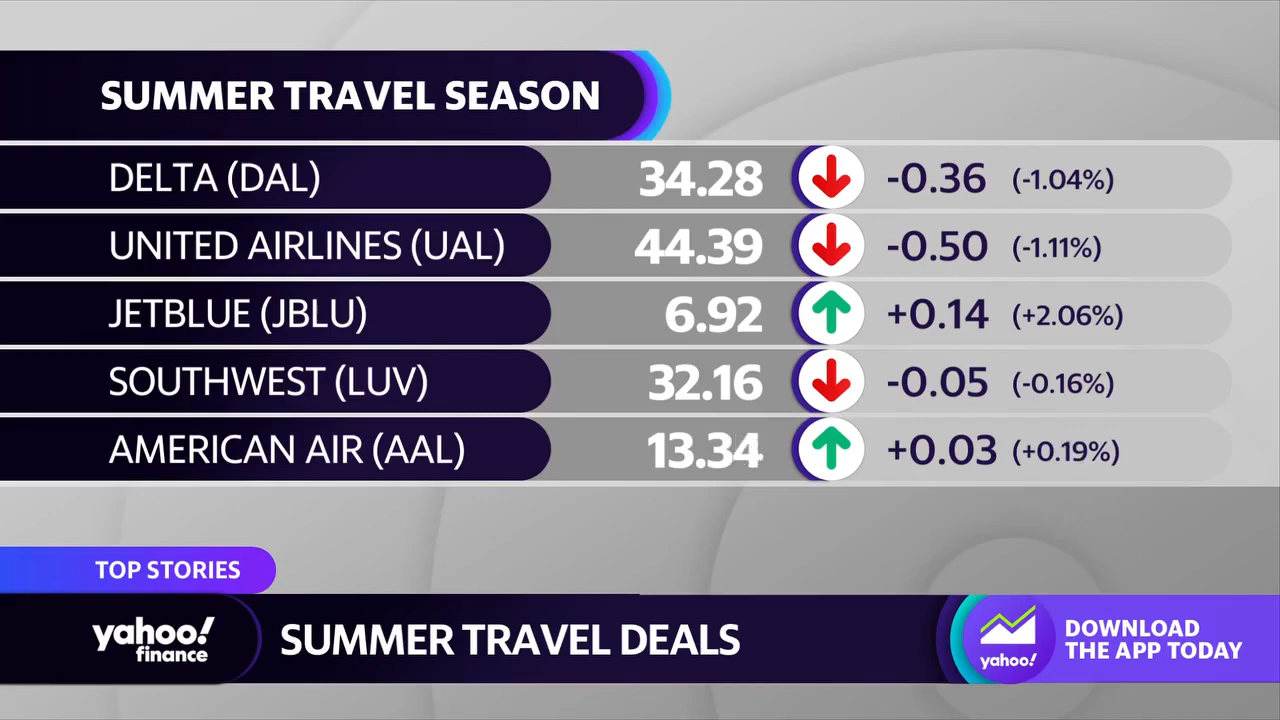 SUMMER TRAVEL SEASON
DELTA (DAL) 34.28 -0.36 (-1.04%)
UNITED AIRLINES (UAL) 44.39 -0.50 (-1.11%)
JETBLUE (JBLU) 6.92 +0.14 (+2.06%)
SOUTHWEST (LUV) 32.16 -0.05 (-0.16%)
AMERICAN AIR (AAL) 13.34 +0.03 (+0.19%)
TOP STORIES
yahoo!
finance
SUMMER TRAVEL DEALS
yahoo!
DOWNLOAD
THE APP TODAY